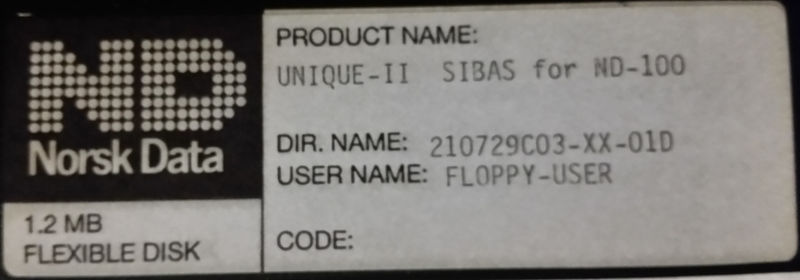 ND
Norsk Data
1.2 MB
FLEXIBLE DISK
PRODUCT NAME:
UNIQUE-II SIBAS for ND-100
DIR. NAME: 210729C03-XX-01D
USER NAME: FLOPPY-USER
CODE: